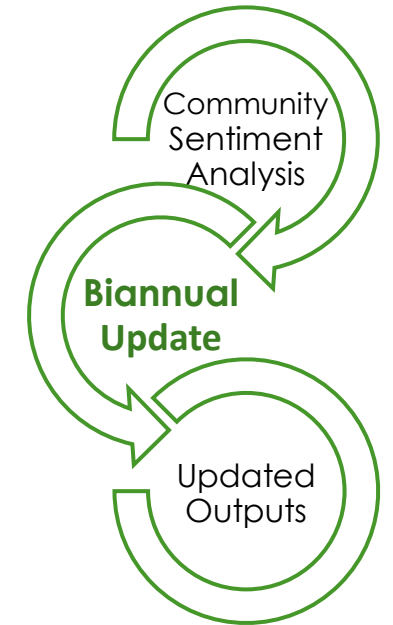 Community
Sentiment
Analysis
Biannual
Update
Updated
Outputs